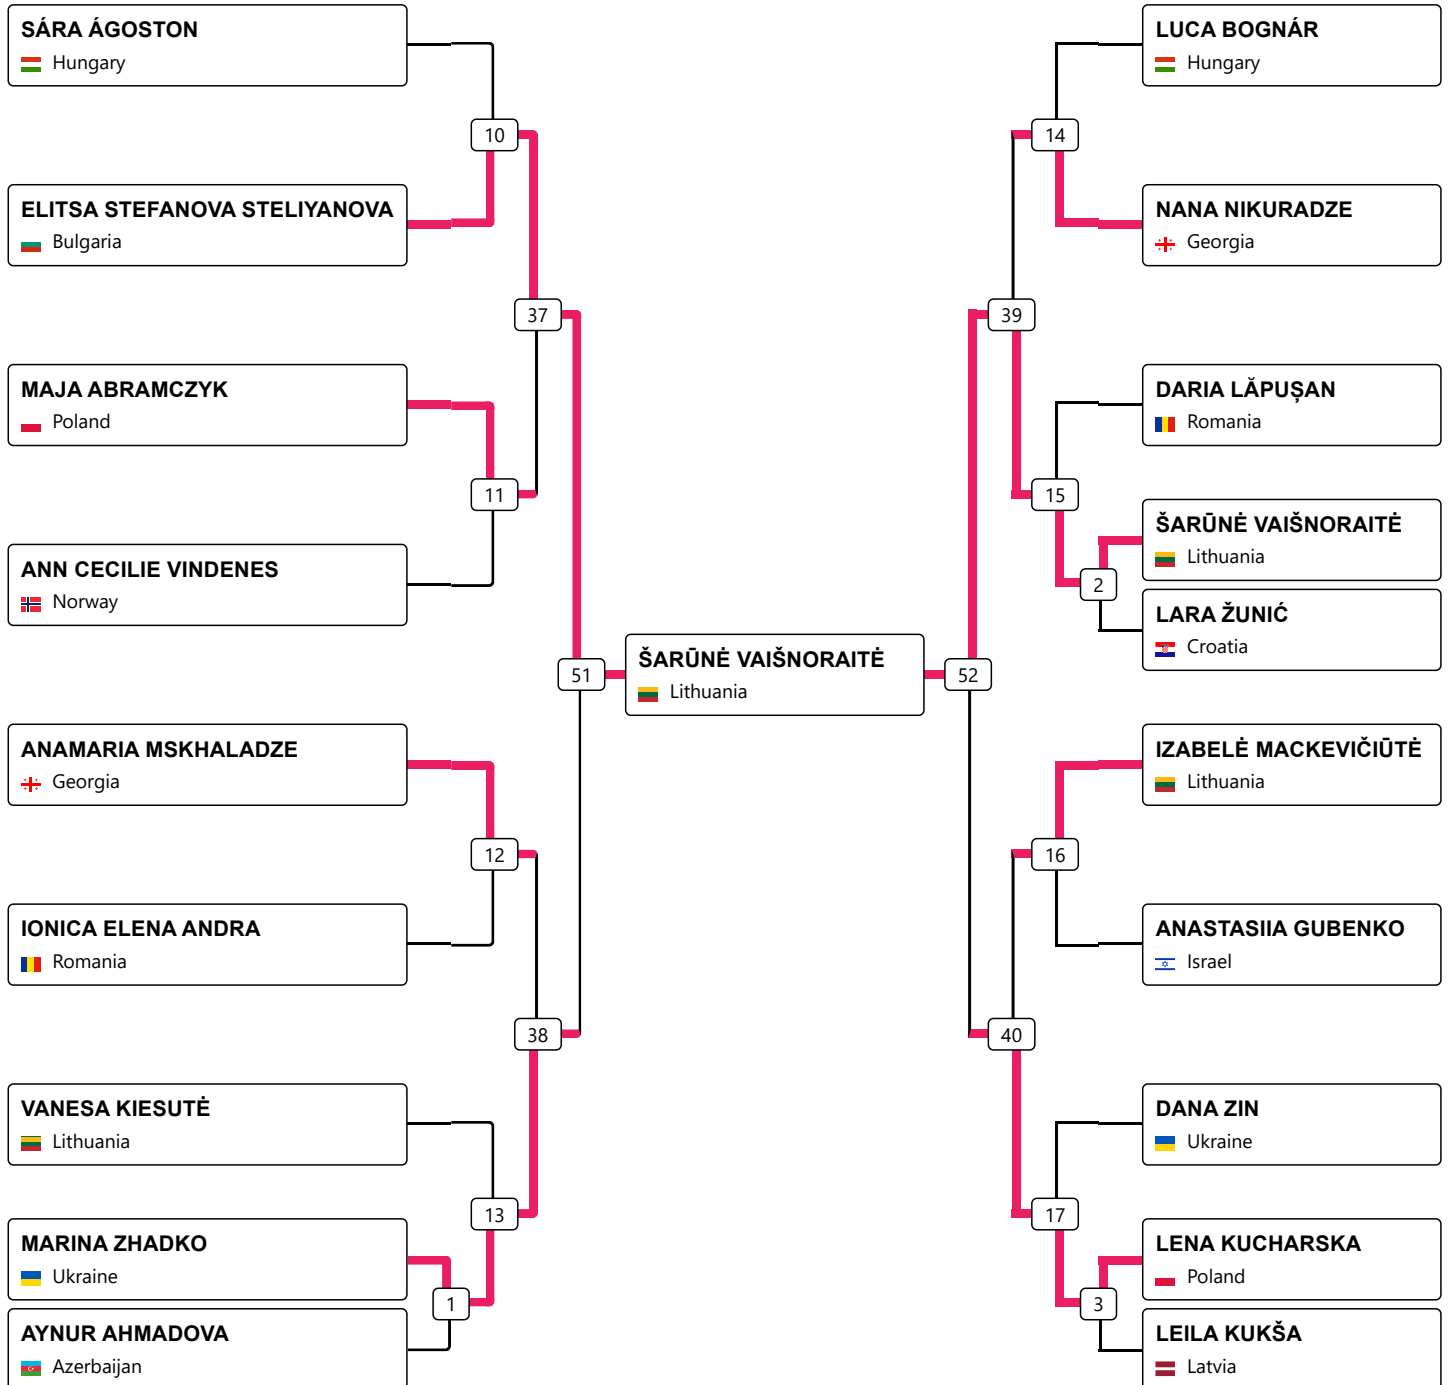 SÁRA ÁGOSTON
Hungary
10
ELITSA STEFANOVA STELIYANOVA
Bulgaria
37
MAJA ABRAMCZYK
Poland
11
ANN CECILIE VINDENES
Norway
51
ANAMARIA MSKHALADZE
Georgia
12
IONICA ELENA ANDRA
Romania
38
VANESA KIESUTĖ
Lithuania
13
MARINA ZHADKO
Ukraine
1
AYNUR AHMADOVA
Azerbaijan
ŠARŪNĖ VAIŠNORAITĖ
Lithuania
LUCA BOGNÁR
Hungary
14
NANA NIKURADZE
Georgia
39
DARIA LĂPUȘAN
Romania
15
ŠARŪNĖ VAIŠNORAITĖ
Lithuania
2
LARA ŽUNIĆ
Croatia
52
IZABELĖ MACKEVIČIŪTĖ
Lithuania
16
ANASTASIIA GUBENKO
Israel
40
DANA ZIN
Ukraine
17
LENA KUCHARSKA
Poland
3
LEILA KUKŠA
Latvia